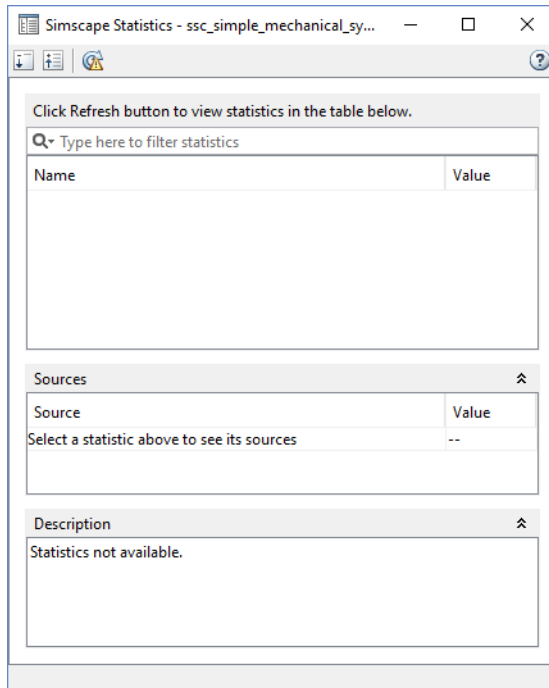 Simscape Statistics - ssc_simple_mechanical_sy...
Click Refresh button to view statistics in the table below.
Type here to filter statistics
Name Value
Sources
Source Value
Select a statistic above to see its sources --
Description
Statistics not available.